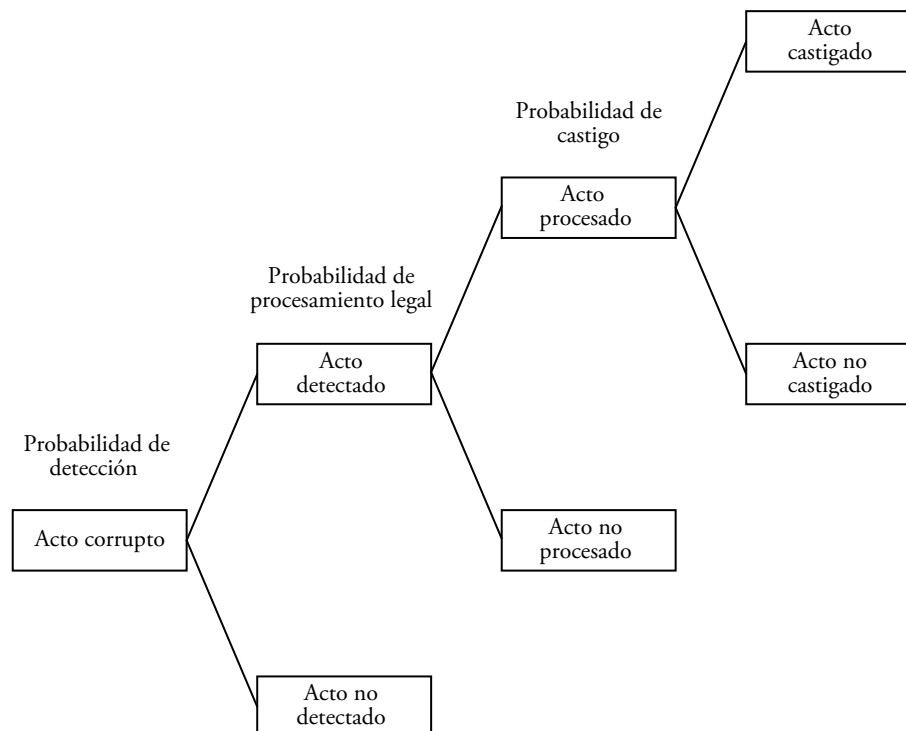 Acto
castigado
Probabilidad de
castigo
Acto
procesado
Probabilidad de
procesamiento legal
Acto
detectado
Acto no
castigado
Probabilidad de
detección
Acto corrupto
Acto no
procesado
Acto no
detectado